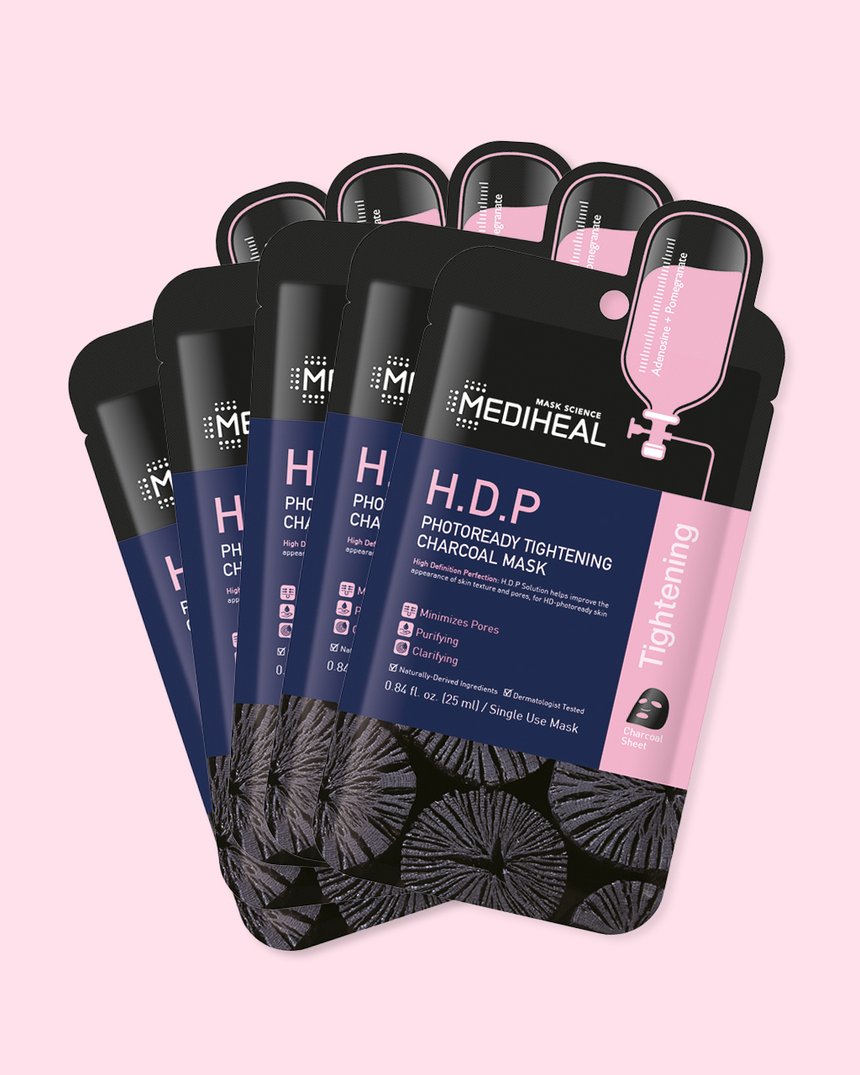 Adenosine + Pomegranate
MASK SCIENCE
MEDIHEAL
H.D.P
PHOTOREADY TIGHTENING
CHARCOAL MASK
High Definition Perfection: H.D.P Solution helps improve the
appearance of skin texture and pores, for HD-photoready skin
Minimizes Pores
Purifying
Clarifying
Naturally-Derived Ingredients Dermatologist Tested
0.84 fl. oz. (25 ml) / Single Use Mask
Tightening
Charcoal
Sheet